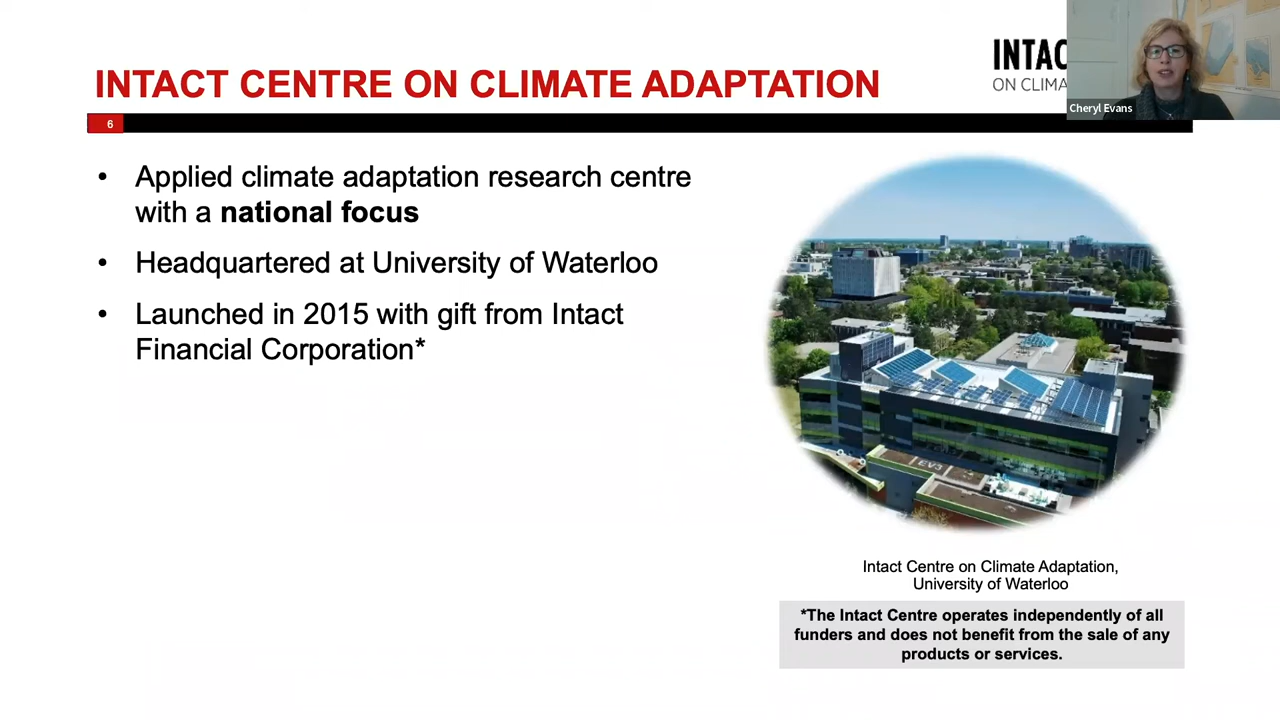 INTACT CENTRE ON CLIMATE ADAPTATION
INTAC
ON CLIMA
Cheryl Evans
6
• Applied climate adaptation research centre
with a national focus
• Headquartered at University of Waterloo
• Launched in 2015 with gift from Intact
Financial Corporation*
EV3
Intact Centre on Climate Adaptation,
University of Waterloo
*The Intact Centre operates independently of all
funders and does not benefit from the sale of any
products or services.